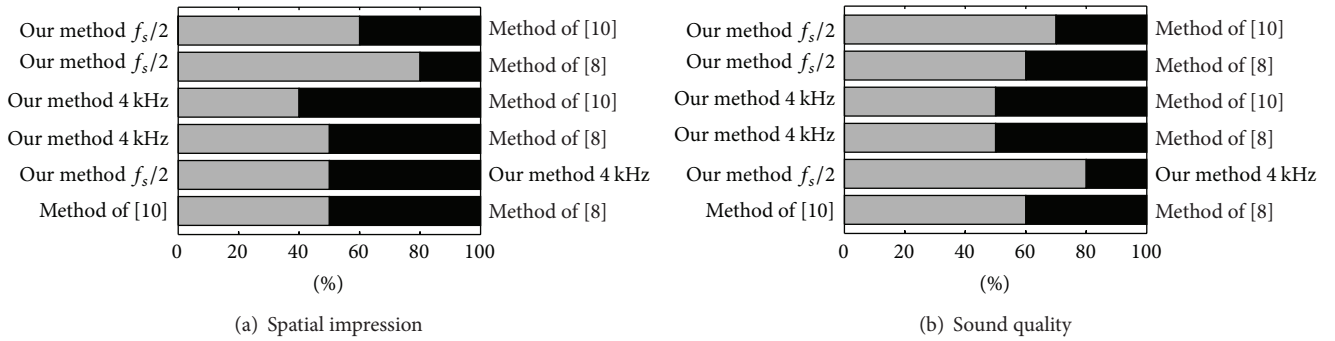 Our method f_s/2 Method of [10]
Our method f_s/2 Method of [8]
Our method 4 kHz Method of [10]
Our method 4 kHz Method of [8]
Our method f_s/2 Our method 4 kHz
Method of [10] Method of [8]
0 20 40 60 80 100
(%)
(a) Spatial impression
Our method f_s/2 Method of [10]
Our method f_s/2 Method of [8]
Our method 4 kHz Method of [10]
Our method 4 kHz Method of [8]
Our method f_s/2 Our method 4 kHz
Method of [10] Method of [8]
0 20 40 60 80 100
(%)
(b) Sound quality